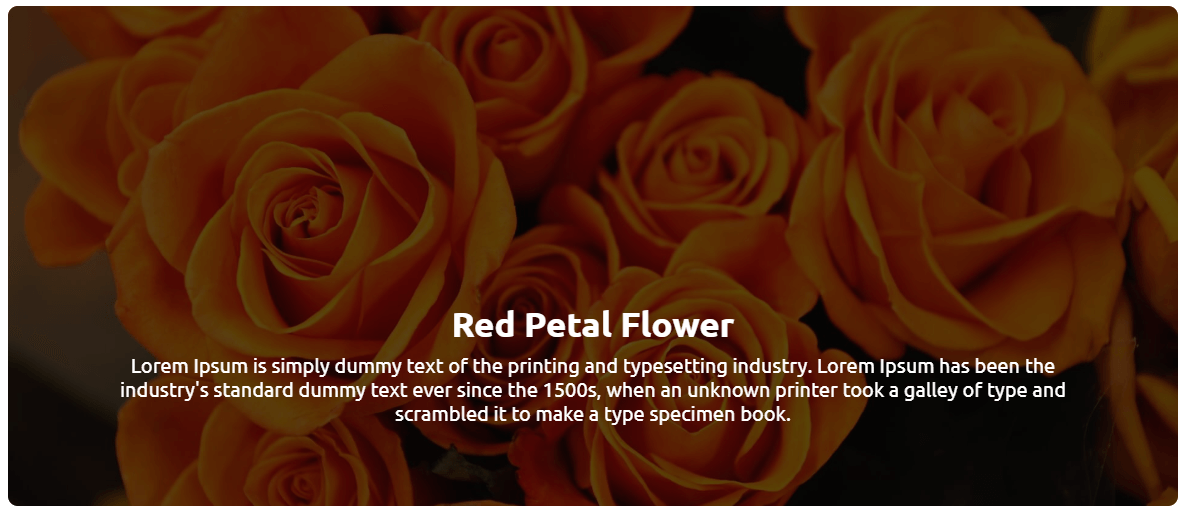 Red Petal Flower
Lorem Ipsum is simply dummy text of the printing and typesetting industry. Lorem Ipsum has been the
industry's standard dummy text ever since the 1500s, when an unknown printer took a galley of type and
scrambled it to make a type specimen book.